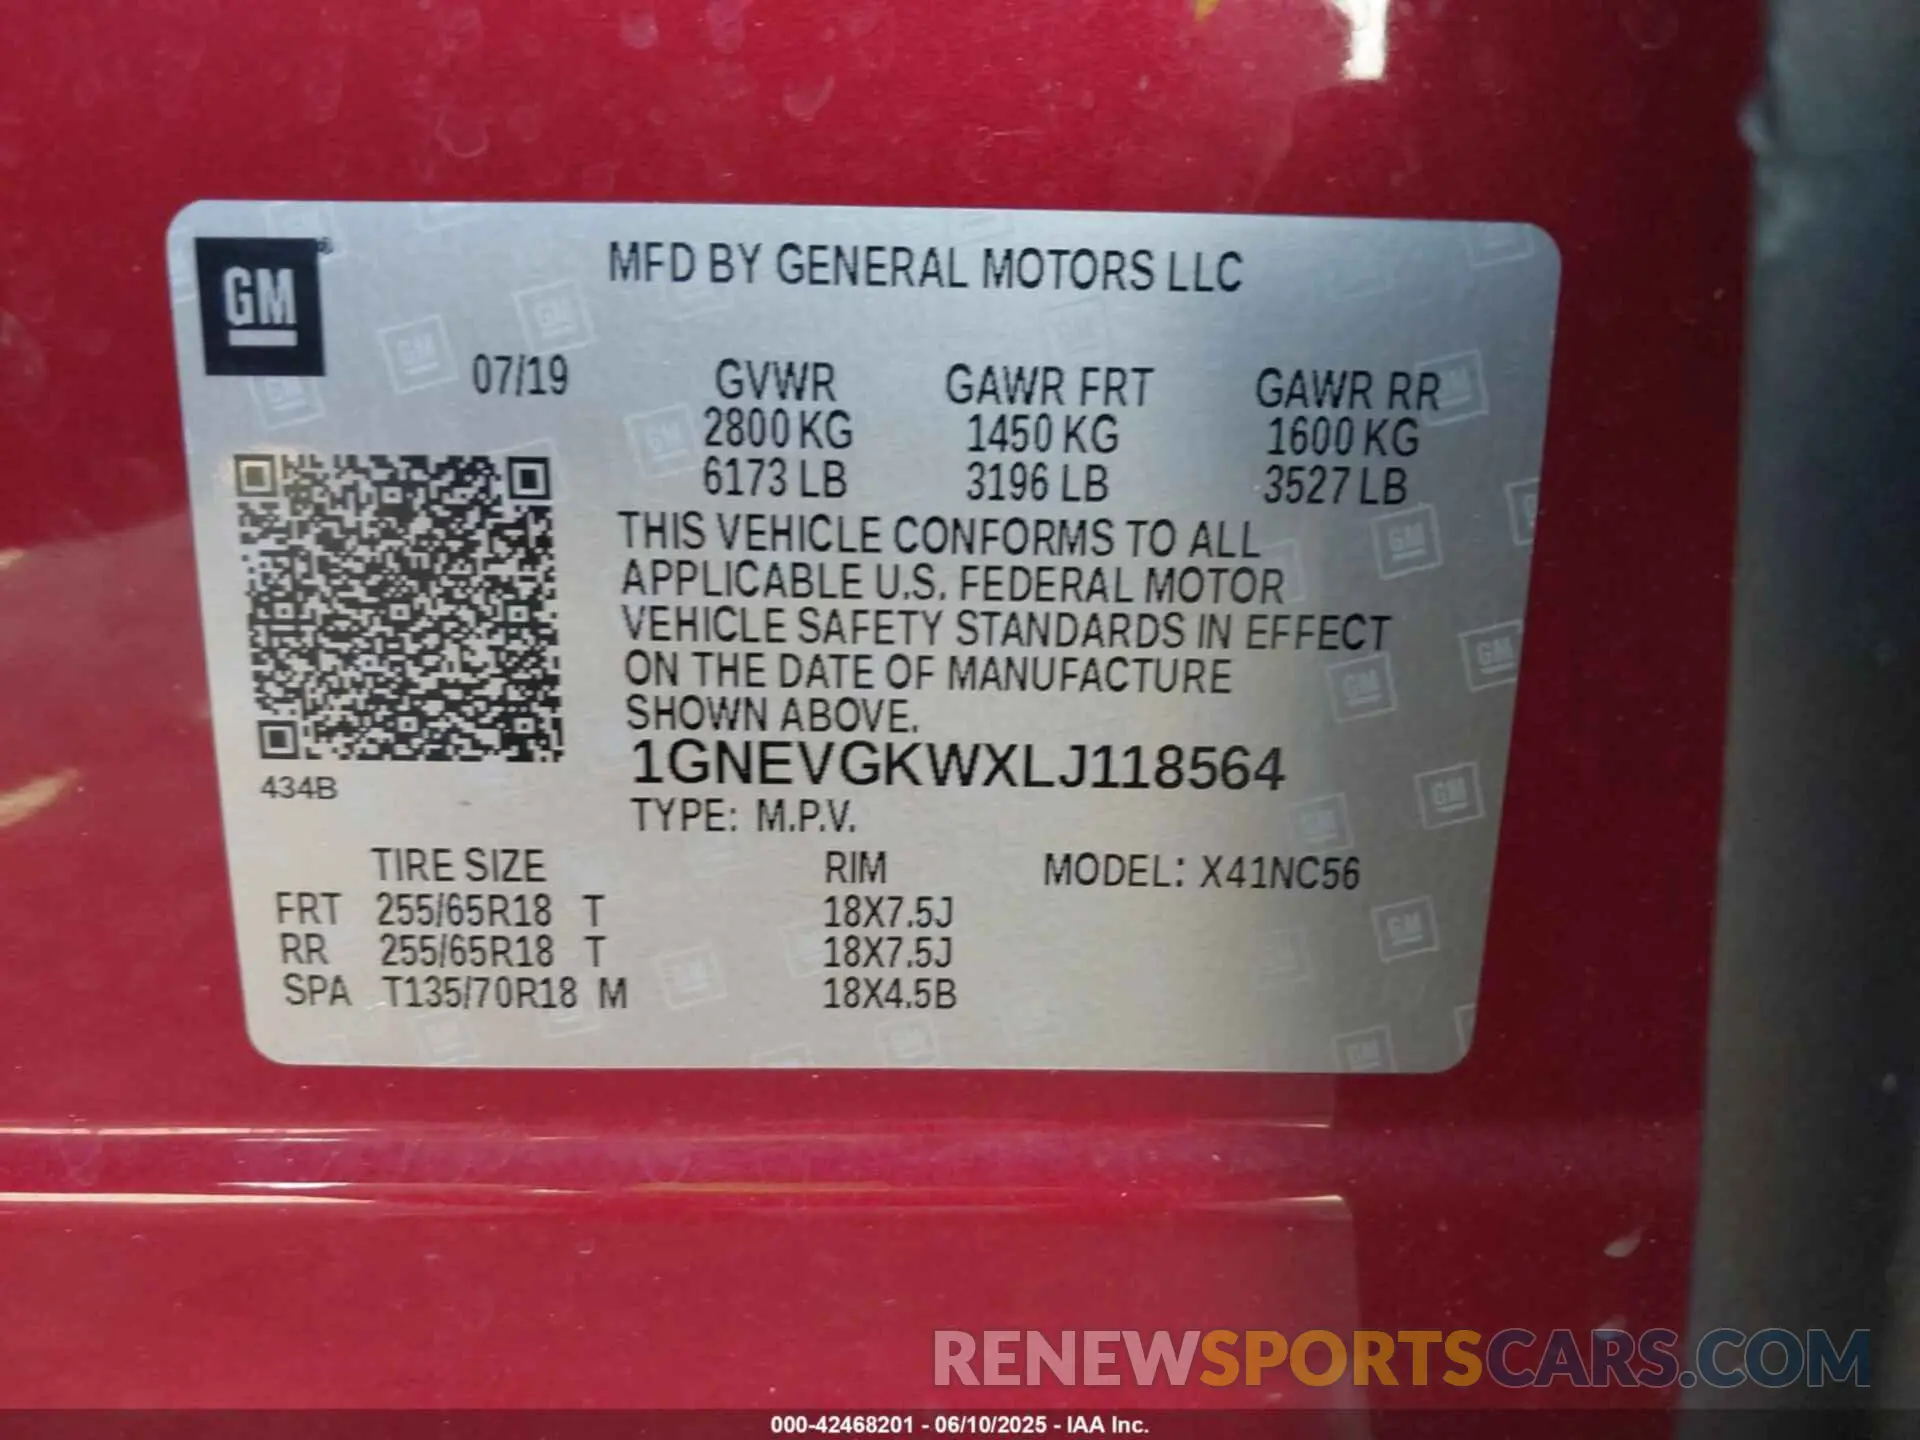 GM®
MFD BY GENERAL MOTORS LLC
07/19 GVWR GAWR FRT GAWR RR
2800 KG 1450 KG 1600 KG
6173 LB 3196 LB 3527 LB
THIS VEHICLE CONFORMS TO ALL
APPLICABLE U.S. FEDERAL MOTOR
VEHICLE SAFETY STANDARDS IN EFFECT
ON THE DATE OF MANUFACTURE
SHOWN ABOVE.
1GNEVGKWXLJ118564
434B
TYPE: M.P.V.
TIRE SIZE RIM MODEL: X41NC56
FRT 255/65R18 T 18X7.5J
RR 255/65R18 T 18X7.5J
SPA T135/70R18 M 18X4.5B
RENEWSPORTSCARS.COM
000-42468201 - 06/10/2025 - IAA Inc.